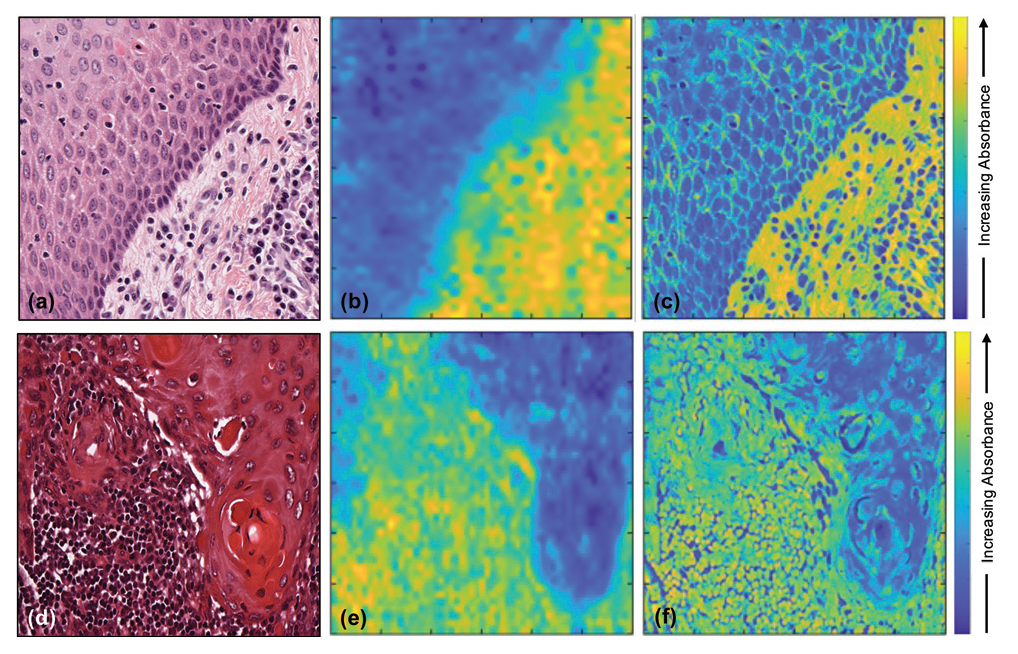 (a)
(b)
(c)
Increasing Absorbance
(d)
(e)
(f)
Increasing Absorbance